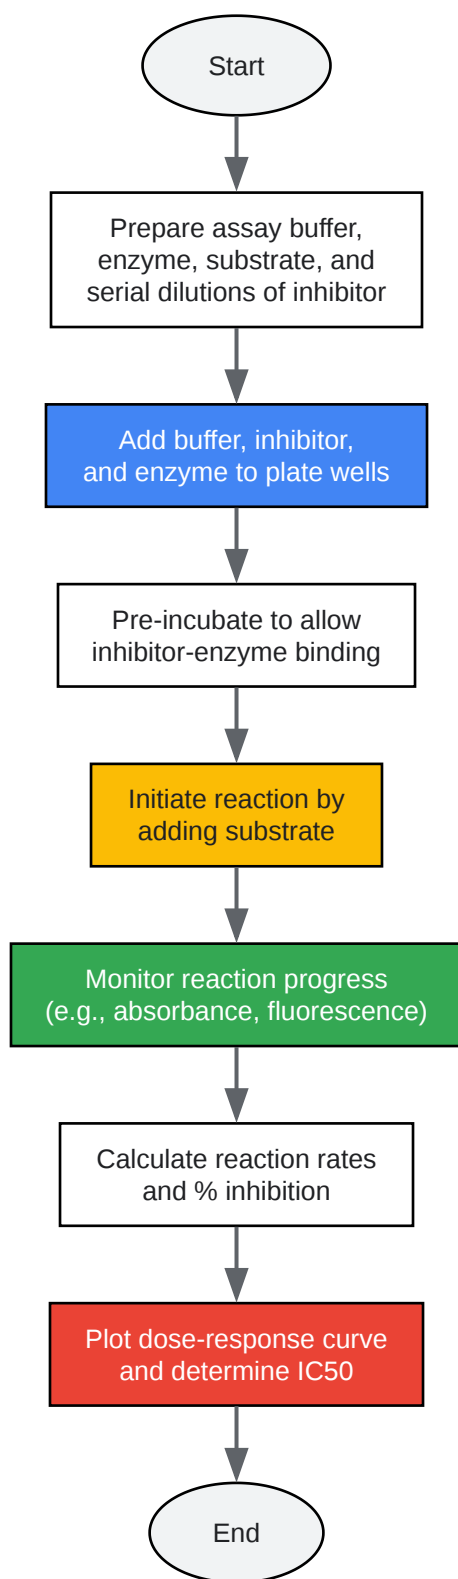 Start
Prepare assay buffer,
enzyme, substrate, and
serial dilutions of inhibitor
Add buffer, inhibitor,
and enzyme to plate wells
Pre-incubate to allow
inhibitor-enzyme binding
Initiate reaction by
adding substrate
Monitor reaction progress
(e.g., absorbance, fluorescence)
Calculate reaction rates
and % inhibition
Plot dose-response curve
and determine IC50
End